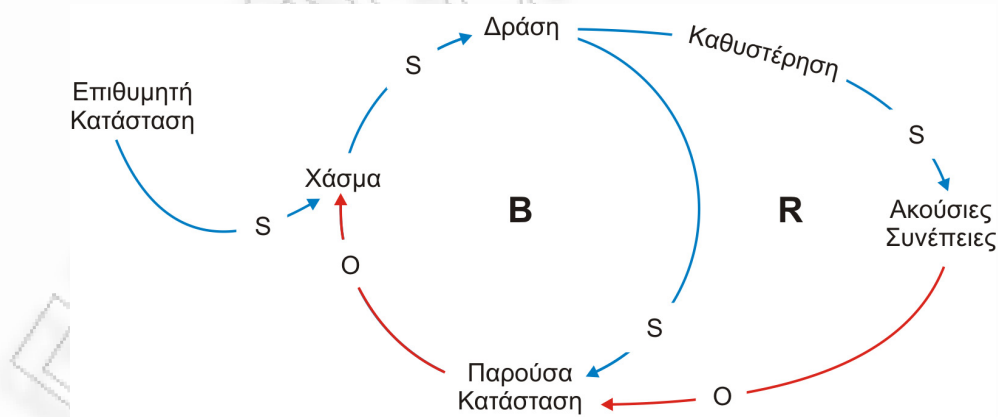 Δράση
Καθυστέρηση
S
Επιθυμητή
Κατάσταση
S
Χάσμα
B
R
Ακούσιες
Συνέπειες
S
O
S
Παρούσα
Κατάσταση
O